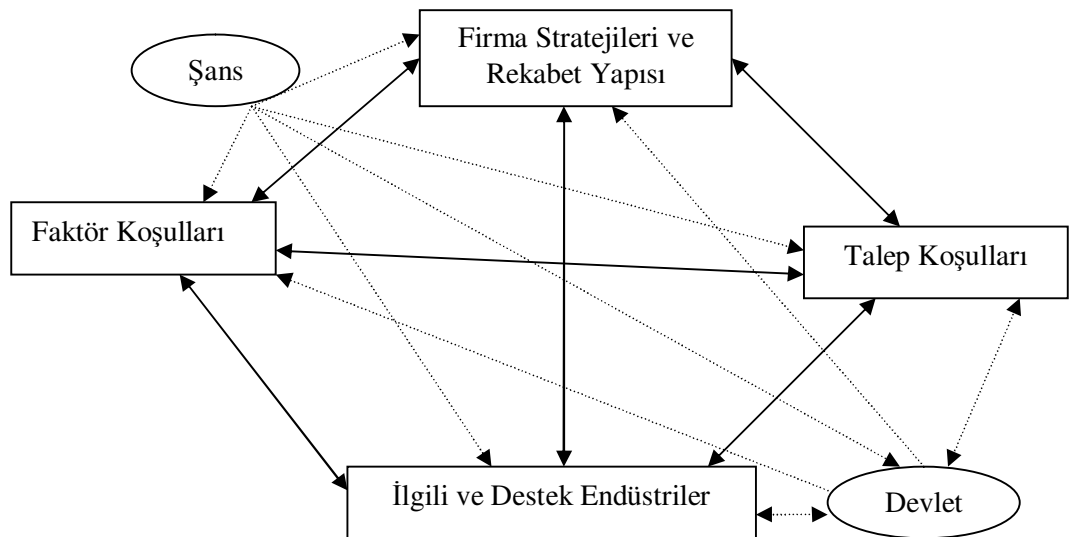 Firma Stratejileri ve
Rekabet Yapısı
Şans
Faktör Koşulları
Talep Koşulları
İlgili ve Destek Endüstriler
Devlet